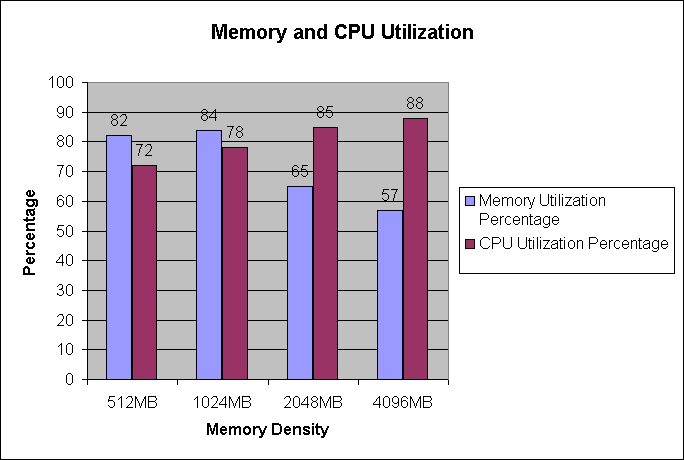 Memory and CPU Utilization
100
90
80
70
60
50
40
30
20
10
0
Percentage
82
72
84
78
65
85
57
88
512MB
1024MB
2048MB
4096MB
Memory Density
Memory Utilization
Percentage
CPU Utilization Percentage